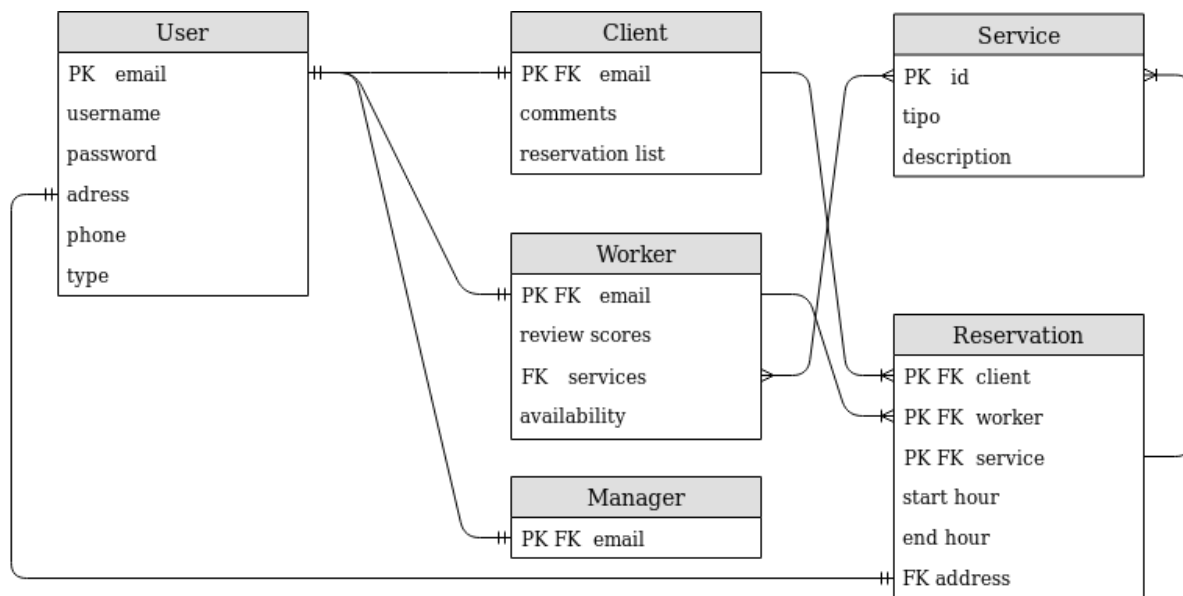 User
PK email
username
password
adress
phone
type
Client
PK FK email
comments
reservation list
Worker
PK FK email
review scores
FK services
availability
Manager
PK FK email
Service
PK id
tipo
description
Reservation
PK FK client
PK FK worker
PK FK service
start hour
end hour
FK address